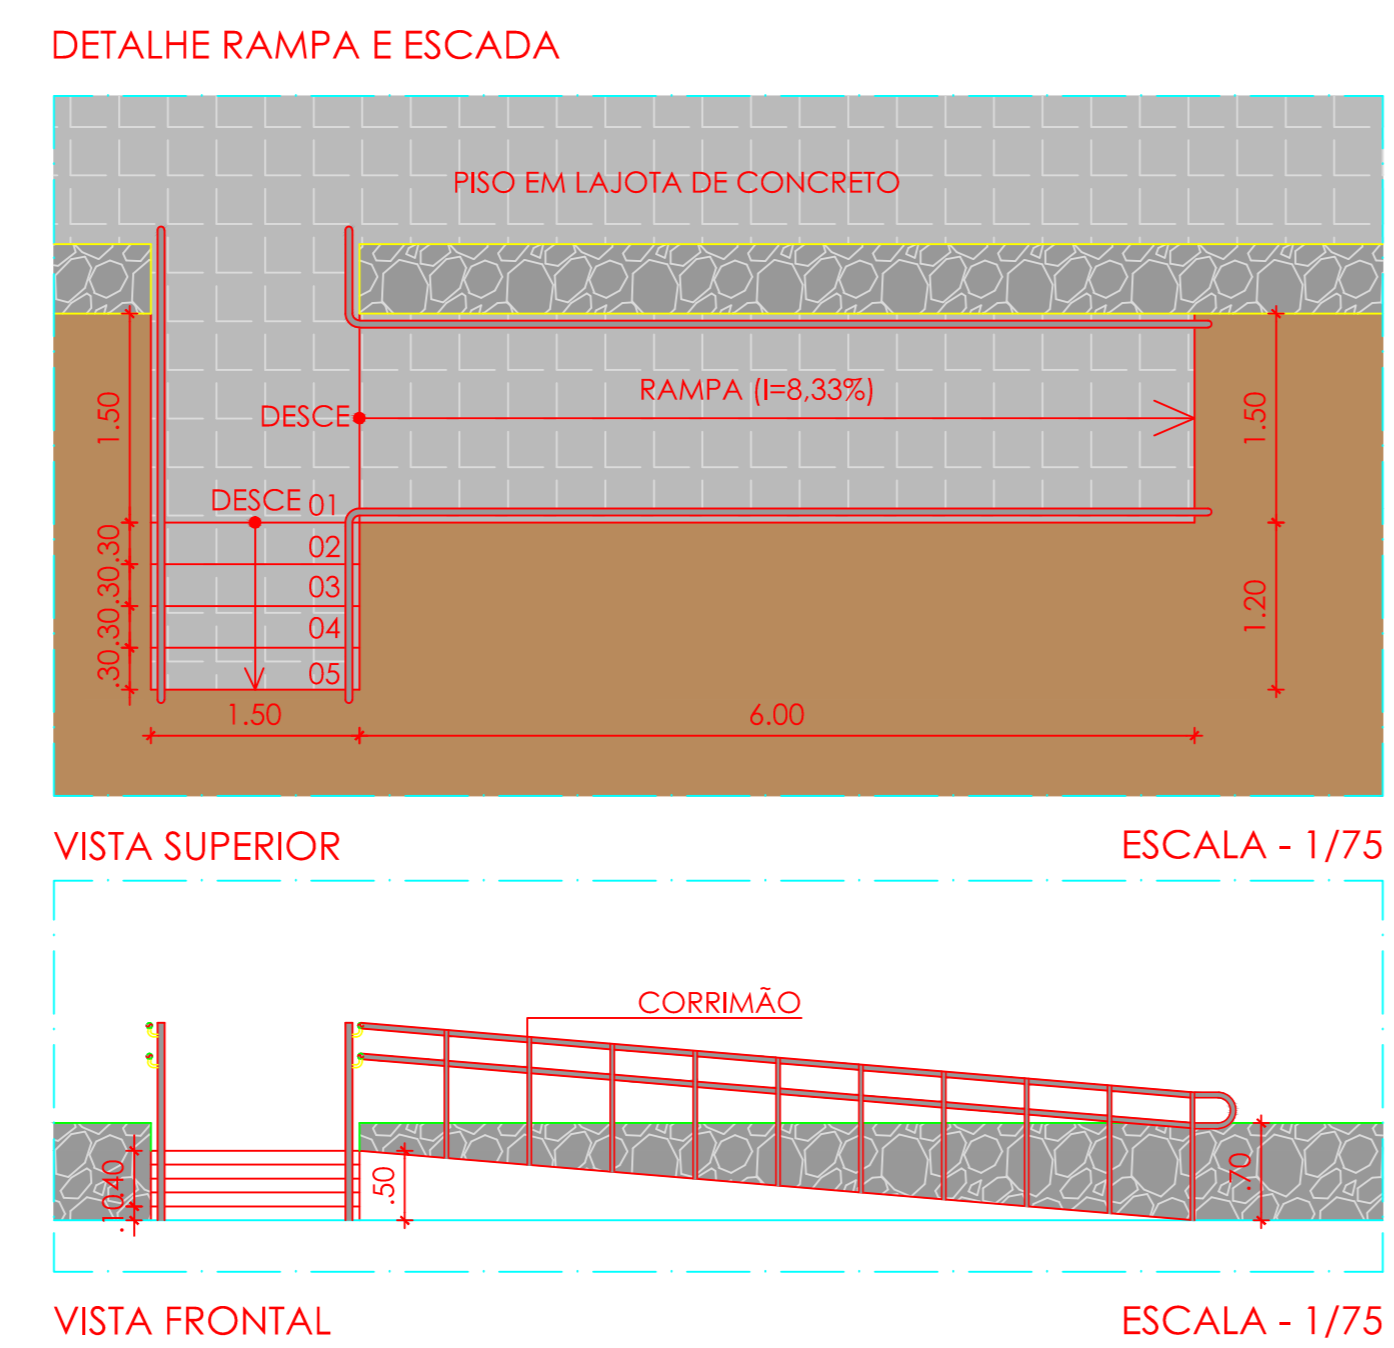 DETALHE RAMPA E ESCADA
PISO EM LAJOTA DE CONCRETO
RAMPA (I=8,33%)
DESCE
1.50
1.50
DESCE 01
02
03
04
05
.30
.30
.30
.30
1.20
1.50
6.00
VISTA SUPERIOR
ESCALA - 1/75
CORRIMÃO
.40
.10
.50
.70
VISTA FRONTAL
ESCALA - 1/75